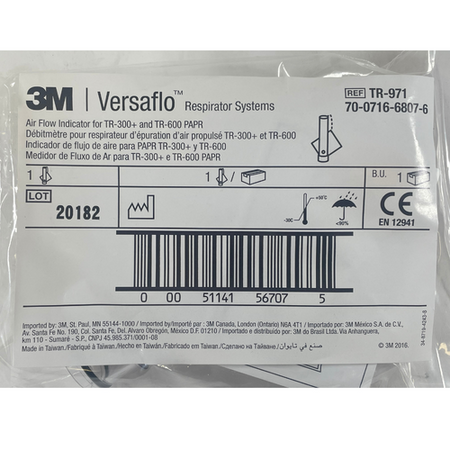 3M | Versaflo™ Respirator Systems
REF TR-971
70-0716-6807-6
Air Flow Indicator for TR-300+ and TR-600 PAPR
Débitmètre pour respirateur d'épuration d'air propulsé TR-300+ et TR-600
Indicador de flujo de aire para PAPR TR-300+ y TR-600
Medidor de Fluxo de Ar para TR-300+ e TR-600 PAPR
1 1 / B.U. 1
LOT 20182
-30C +50°C <90% CE
EN 12941
0 00 51141 56707 5
Imported by: 3M, St. Paul, MN 55144-1000 / Importé par : 3M Canada, London (Ontario) N6A 4T1 / Importado por: 3M México S.A. de C.V.,
Av. Santa Fe No. 190, Col. Santa Fe, Del. Alvaro Obregón, México D.F. 01210 / Importado e distribuído no Brasil por: 3M do Brasil Ltda. Via Anhanguera,
km 110 - Sumaré - S.P., CNPJ 45.985.371/0001-08
Made in Taiwan./Fabriqué à Taïwan./Hecho en Taiwán./Fabricado em Taiwan./Сделано на Тайване/صنع في تايوان
© 3M 2016.